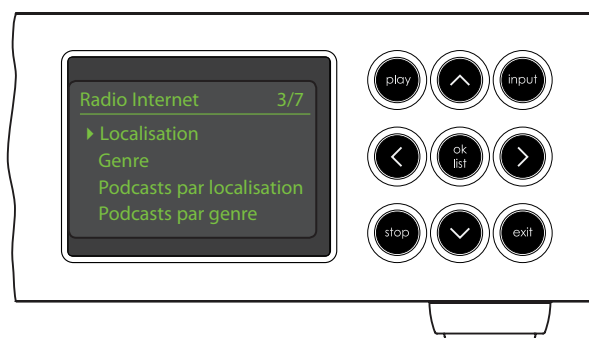 Radio Internet 3/7
Localisation
Genre
Podcasts par localisation
Podcasts par genre
play
input
ok
list
stop
exit